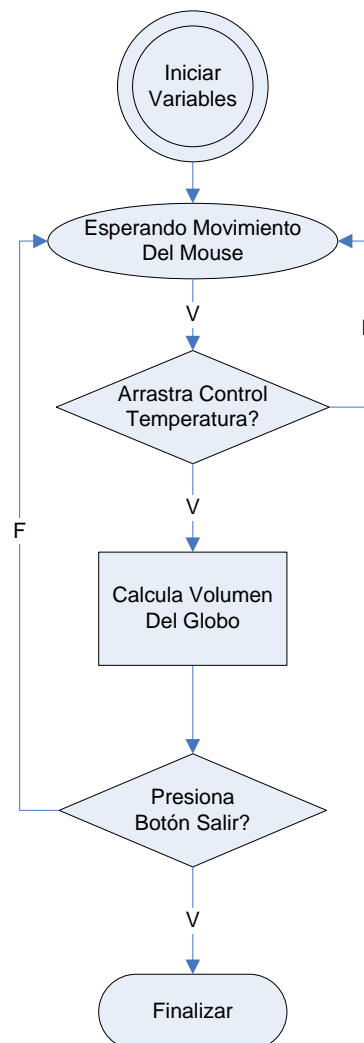 Iniciar
Variables
Esperando Movimiento
Del Mouse
V
Arrastra Control
Temperatura?
V
F
Calcula Volumen
Del Globo
Presiona
Botón Salir?
V
Finalizar